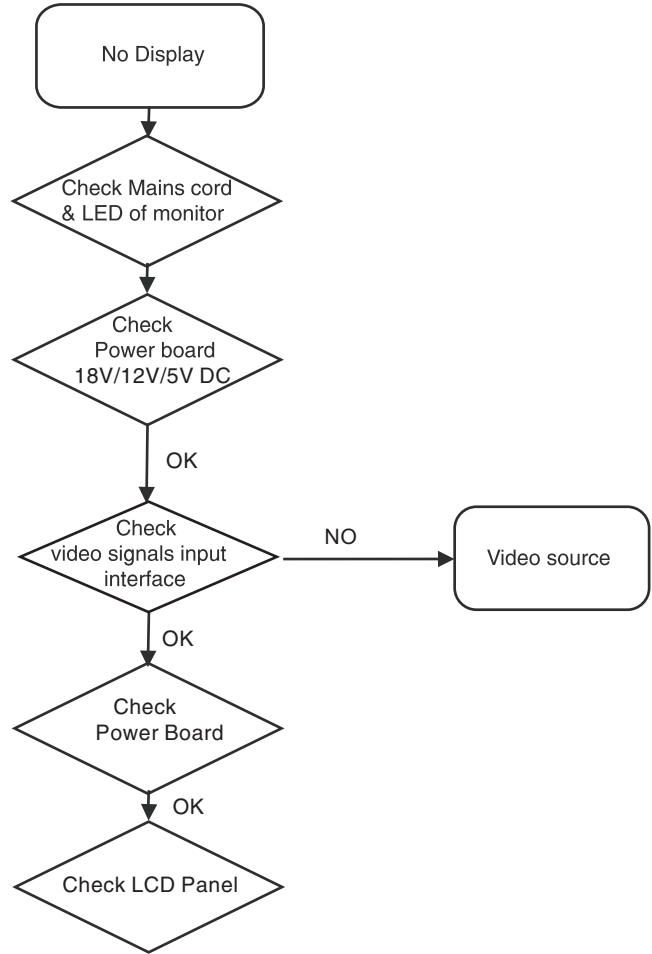 No Display
Check Mains cord
& LED of monitor
Check
Power board
18V/12V/5V DC
OK
Check
video signals input
interface
NO
Video source
OK
Check
Power Board
OK
Check LCD Panel